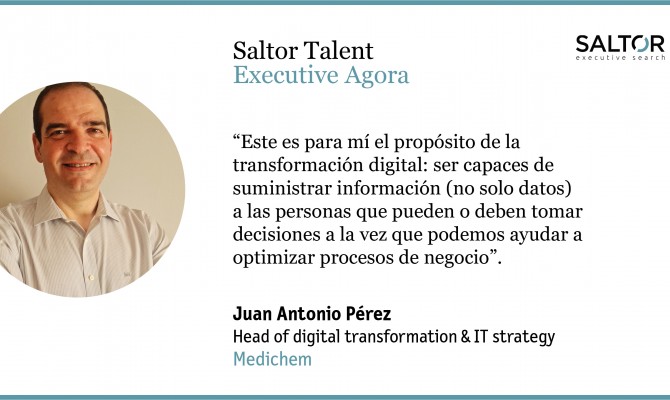 Saltor Talent
Executive Agora
SALTOR
executive search
“Este es para mí el propósito de la
transformación digital: ser capaces de
suministrar información (no solo datos)
a las personas que pueden o deben tomar
decisiones a la vez que podemos ayudar a
optimizar procesos de negocio”.
Juan Antonio Pérez
Head of digital transformation & IT strategy
Medichem